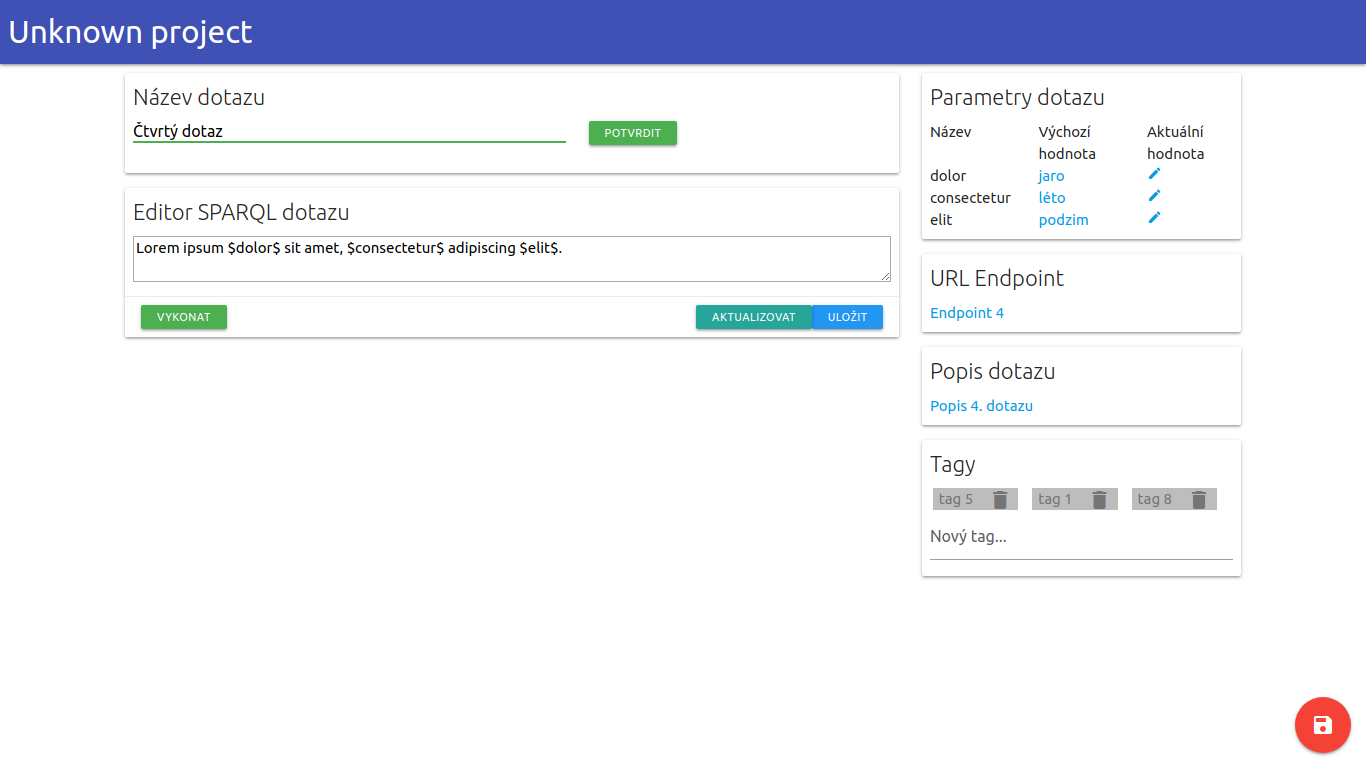 Unknown project
Název dotazu
Čtvrtý dotaz
POTVRDIT
Editor SPARQL dotazu
Lorem ipsum $dolor$ sit amet, $consectetur$ adipiscing $elit$.
VYKONAT
AKTUALIZOVAT
ULOŽIT
Parametry dotazu
Název Výchozí hodnota Aktuální hodnota
dolor jaro
consectetur léto
elit podzim
URL Endpoint
Endpoint 4
Popis dotazu
Popis 4. dotazu
Tagy
tag 5 tag 1 tag 8
Nový tag...